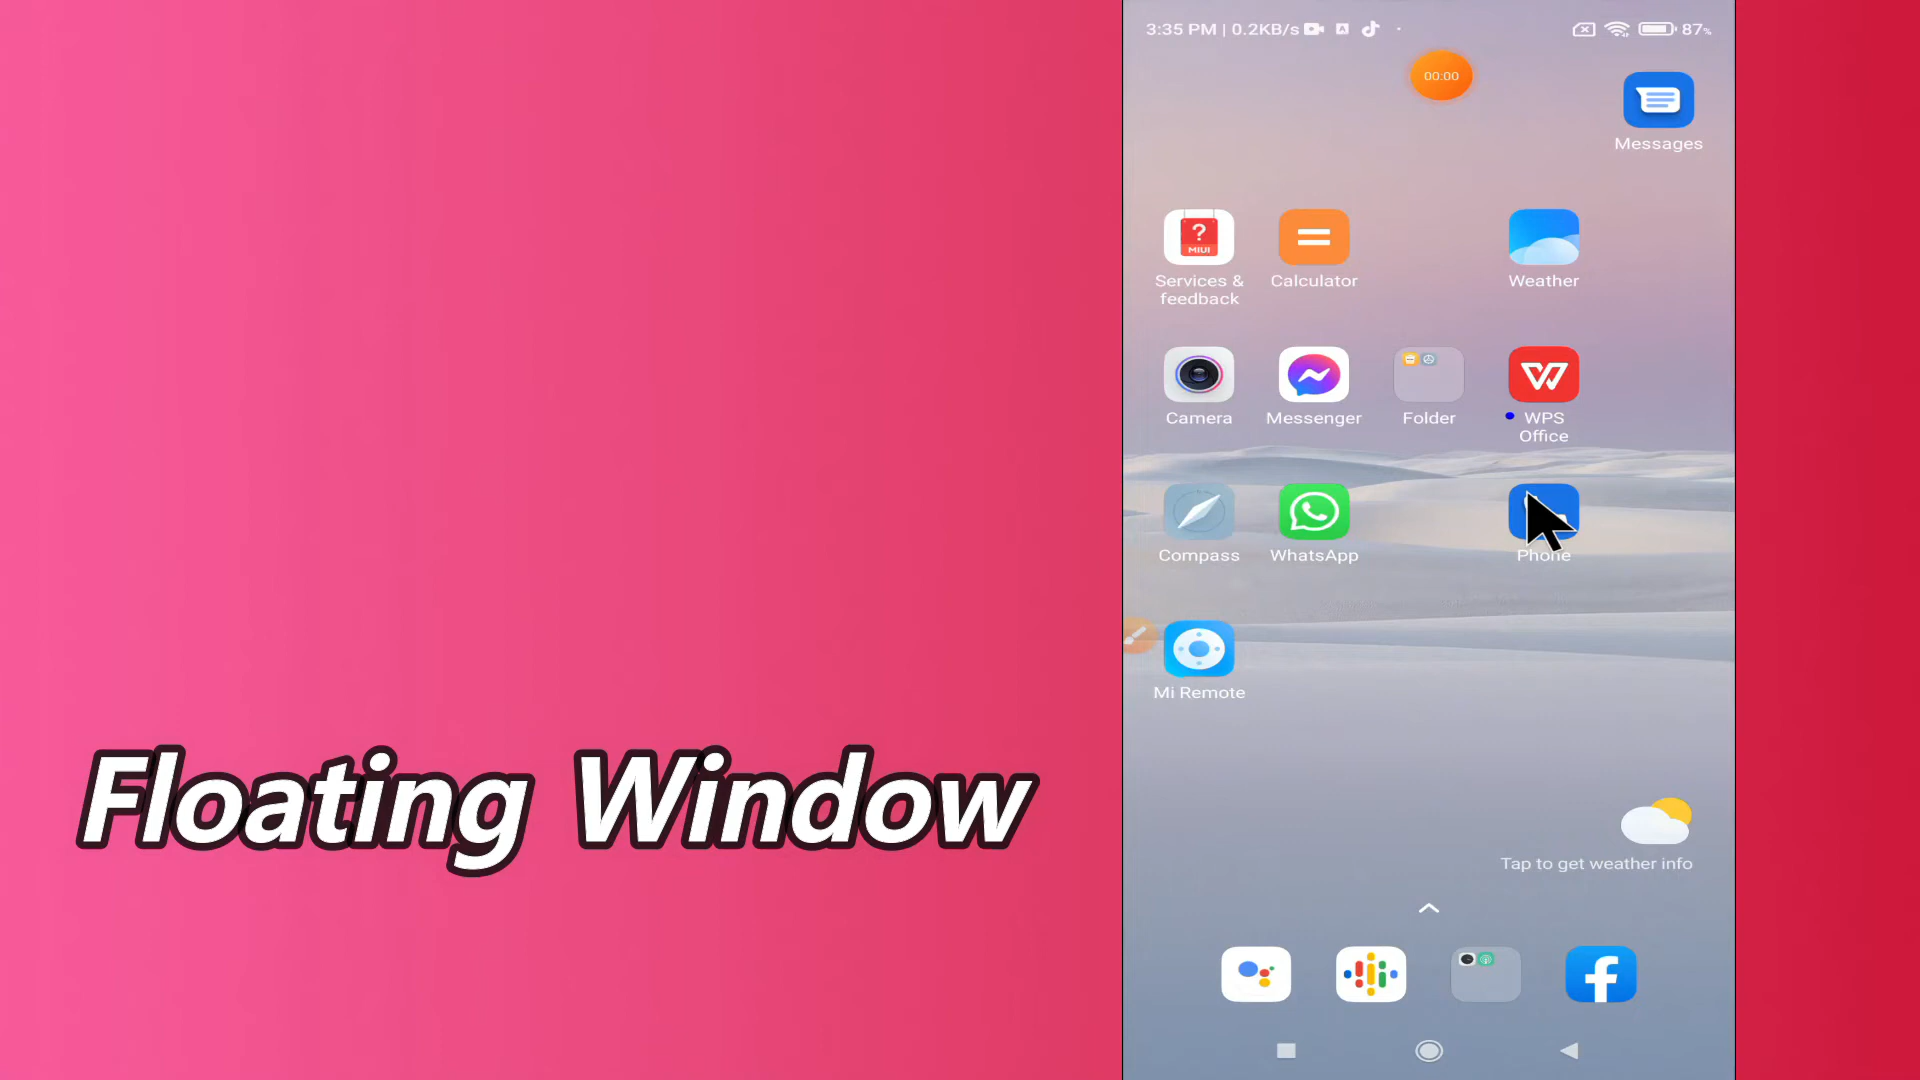 3:35 PM | 0.2KB/s
87%
00:00
Messages
?
MIUI
Services &
feedback
Calculator
Weather
Camera
Messenger
Folder
WPS
Office
Compass
WhatsApp
Phone
Mi Remote
Floating Window
Tap to get weather info